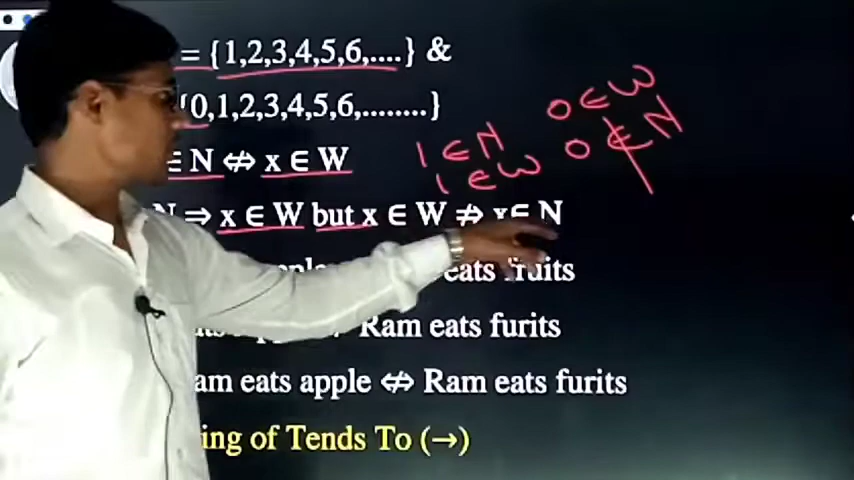 = {1,2,3,4,5,6,....} &
0,1,2,3,4,5,6,........}
0 ∈ W
1 ∈ N
0 ∉ N
∈ N ⇎ x ∈ W
1 ∈ W
N ⇒ x ∈ W but x ∈ W ⇏ x ∈ N
eats fruits
Ram eats furits
am eats apple ⇎ Ram eats furits
ing of Tends To (→)